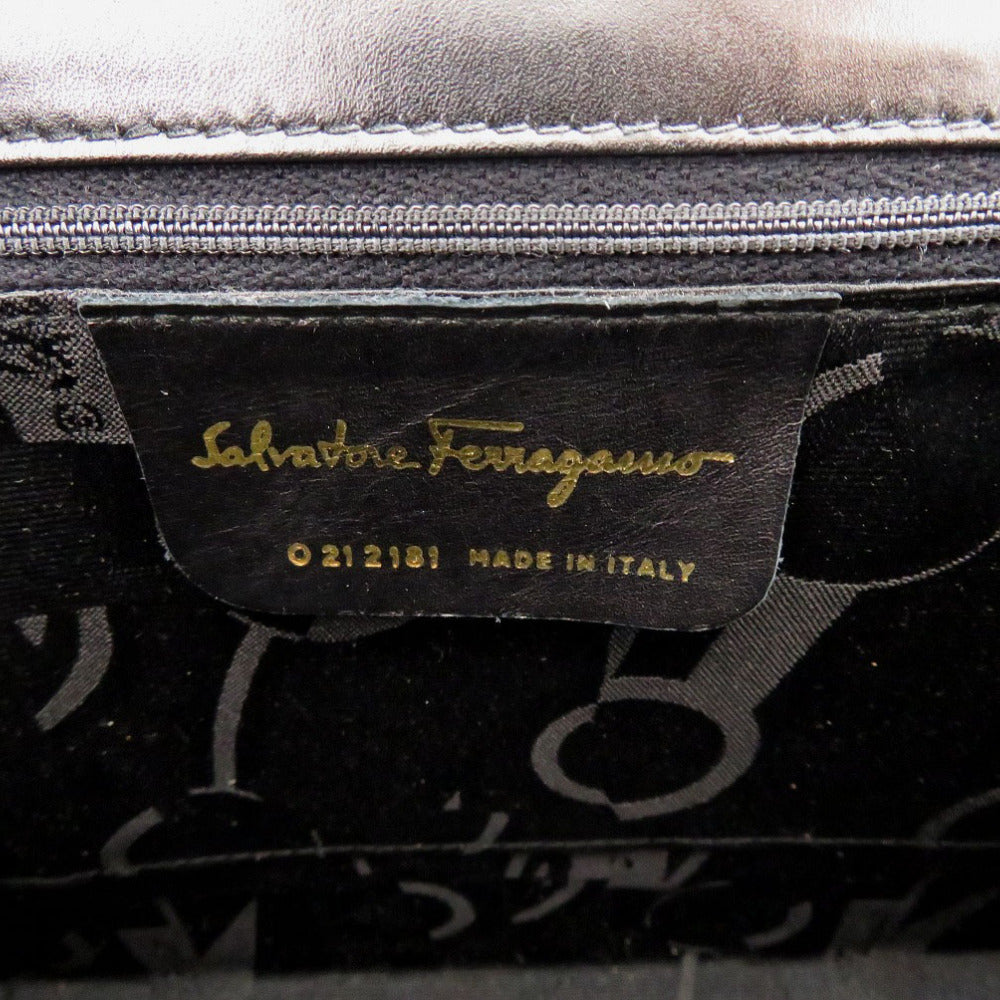 Salvatore Ferragamo
O 21 2181 MADE IN ITALY